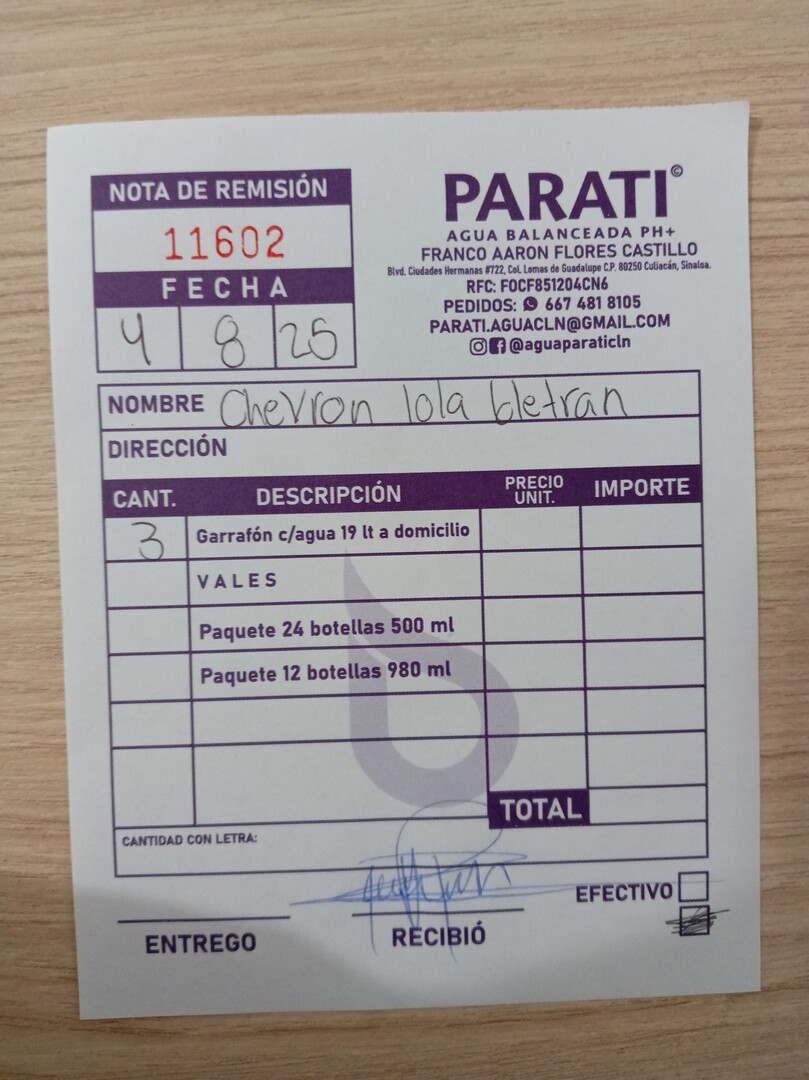 NOTA DE REMISIÓN
11602
FECHA
4 8 25
PARATI©
AGUA BALANCEADA PH+
FRANCO AARON FLORES CASTILLO
Blvd. Ciudades Hermanas #722, Col. Lomas de Guadalupe C.P. 80250 Culiacán, Sinaloa.
RFC: FOCF851204CN6
PEDIDOS: 667 481 8105
PARATI.AGUACLN@GMAIL.COM
@aguaparaticln
NOMBRE Chevron lola
DIRECCIÓN
CANT. DESCRIPCIÓN PRECIO UNIT. IMPORTE
3 Garrafón c/agua 19 lt a domicilio
VALES
Paquete 24 botellas 500 ml
Paquete 12 botellas 980 ml
TOTAL
CANTIDAD CON LETRA:
EFECTIVO
ENTREGO
RECIBIÓ